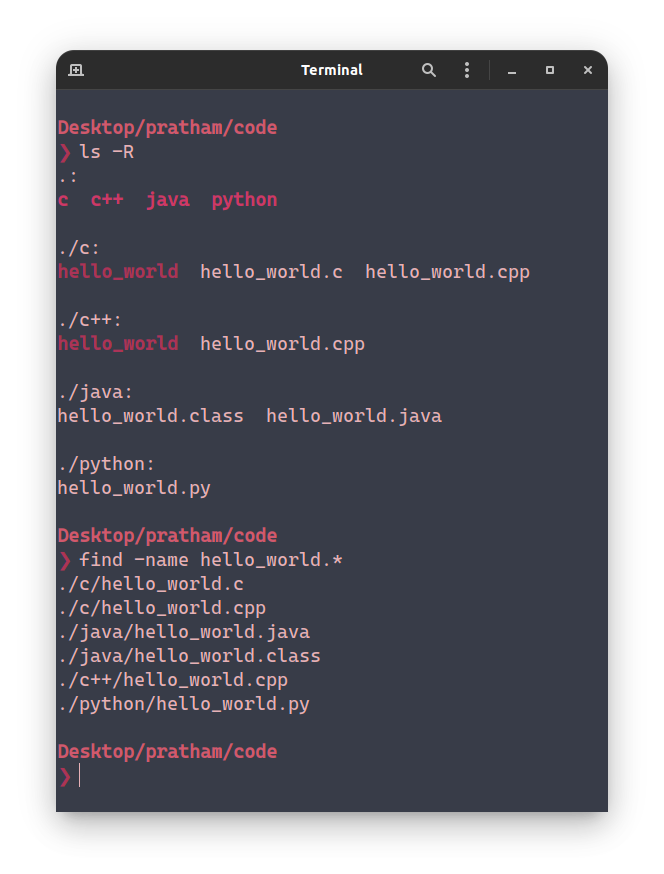 Terminal
Desktop/pratham/code
❯ ls -R
.:
c  c++  java  python
./c:
hello_world  hello_world.c  hello_world.cpp
./c++:
hello_world  hello_world.cpp
./java:
hello_world.class  hello_world.java
./python:
hello_world.py
Desktop/pratham/code
❯ find -name hello_world.*
./c/hello_world.c
./c/hello_world.cpp
./java/hello_world.java
./java/hello_world.class
./c++/hello_world.cpp
./python/hello_world.py
Desktop/pratham/code
❯